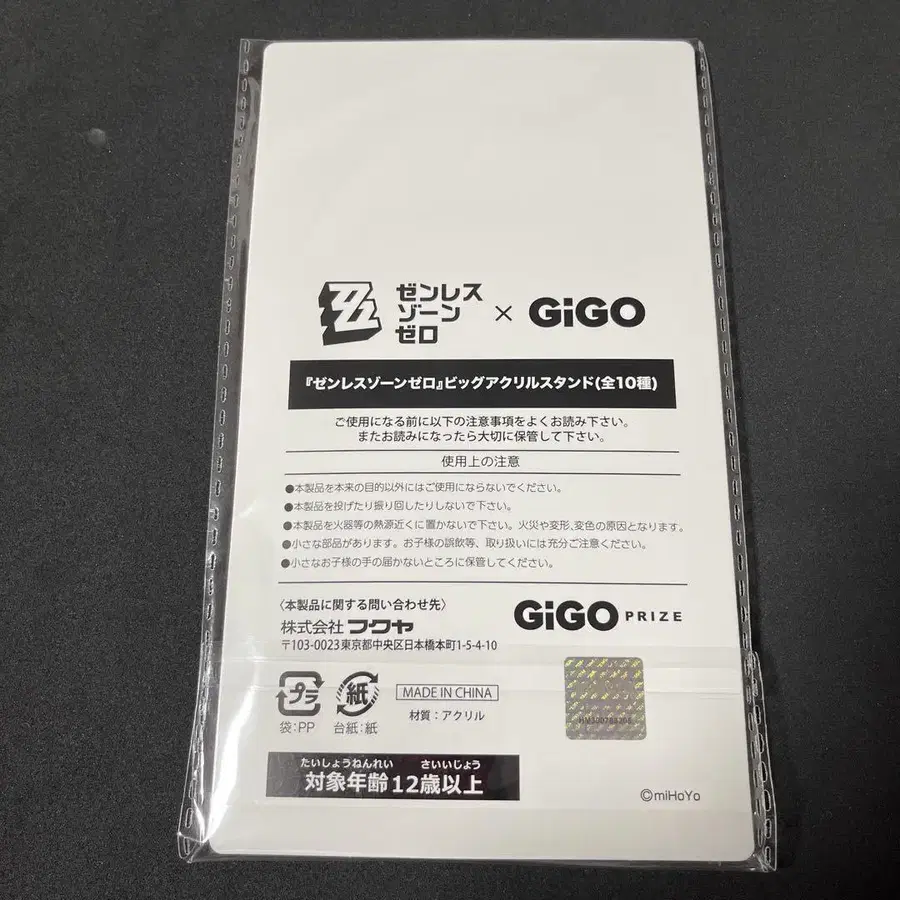 ゼンレス
ゾーン
ゼロ
×
GiGO
『ゼンレスゾーンゼロ』ビッグアクリルスタンド(全10種)
ご使用になる前に以下の注意事項をよくお読み下さい。
またお読みになったら大切に保管して下さい。
使用上の注意
●本製品を本来の目的以外にはご使用にならないでください。
●本製品を投げたり振り回したりしないで下さい。
●本製品を火器等の熱源近くに置かないで下さい。火災や変形、変色の原因となります。
●小さな部品があります。お子様の誤飲等、取り扱いには充分ご注意ください。
●小さなお子様の手の届かないところに保管してください。
〈本製品に関する問い合わせ先〉
株式会社フクヤ
〒103-0023東京都中央区日本橋本町1-5-4-10
GiGO PRIZE
プラ
袋:PP
紙
台紙:紙
MADE IN CHINA
材質:アクリル
たいしょうねんれい さいいじょう
対象年齢12歳以上
©miHoYo